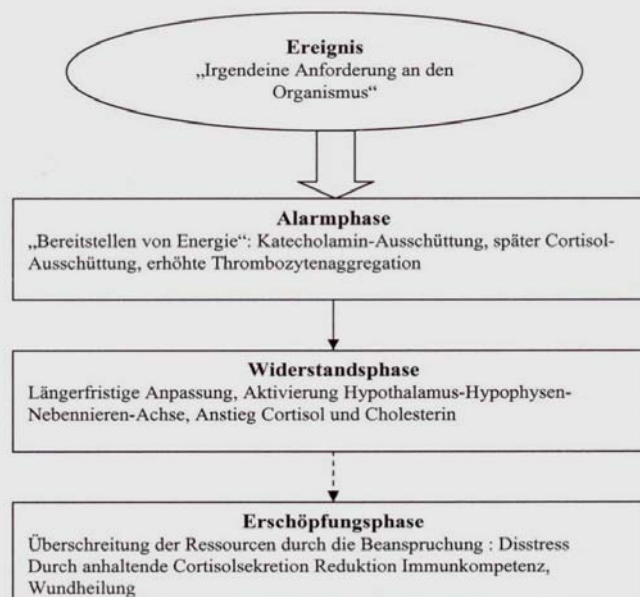 Ereignis
„Irgendeine Anforderung an den
Organismus“
Alarmphase
„Bereitstellen von Energie“: Katecholamin-Ausschüttung, später Cortisol-
Ausschüttung, erhöhte Thrombozytenaggregation
Widerstandsphase
Längerfristige Anpassung, Aktivierung Hypothalamus-Hypophysen-
Nebennieren-Achse, Anstieg Cortisol und Cholesterin
Erschöpfungsphase
Überschreitung der Ressourcen durch die Beanspruchung : Disstress
Durch anhaltende Cortisolsekretion Reduktion Immunkompetenz,
Wundheilung